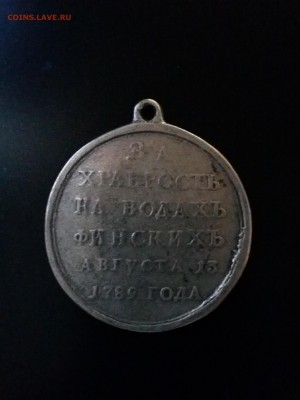 COINS.LAVE.RU
ЗА
ХРАБРОСТЬ
НА ВОДАХЪ
ФИНСКИХЪ
АВГУСТА 13
1789 ГОДА